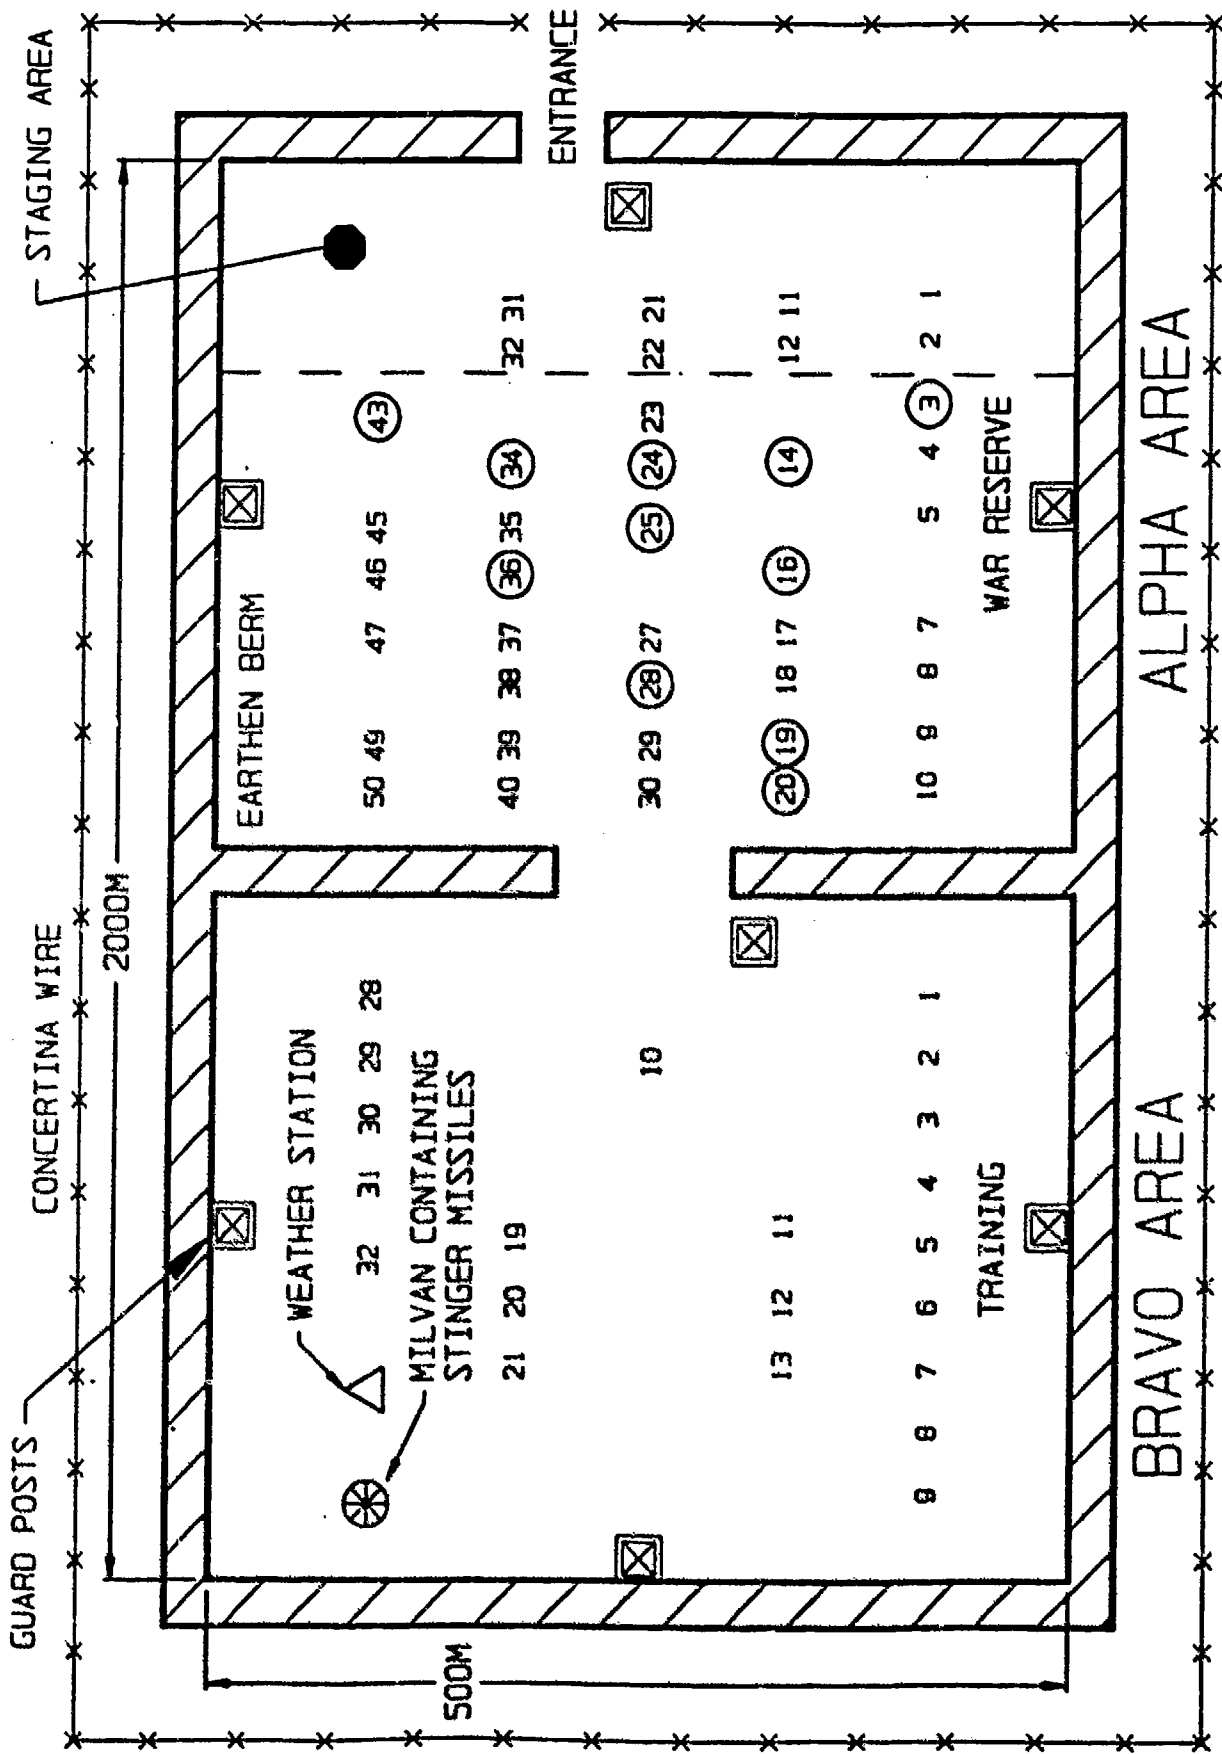 GUARD POSTS
CONCERTINA WIRE
STAGING AREA
2000M
EARTHEN BERM
WEATHER STATION
32 31 30 29 28
50 49 47 46 45 43
MILVAN CONTAINING
STINGER MISSILES
500M
21 20 19
40 39 38 37 36 35 34 32 31
ENTRANCE
10
30 29 28 27 25 24 23 22 21
13 12 11
20 19 18 17 16 14 12 11
9 8 7 6 5 4 3 2 1
10 9 8 7 5 4 3 2 1
TRAINING
WAR RESERVE
BRAVO AREA
ALPHA AREA